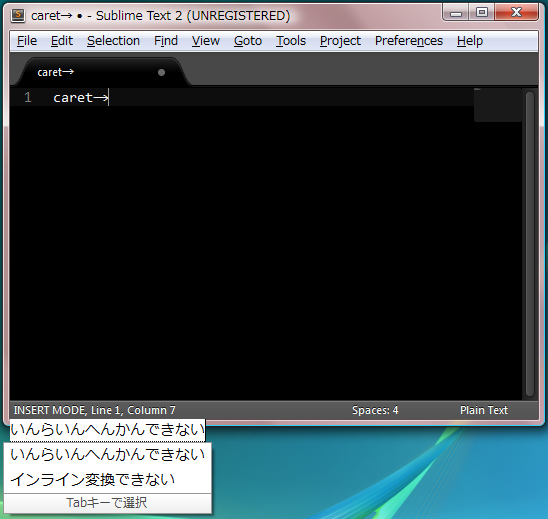 caret→ • - Sublime Text 2 (UNREGISTERED)
File Edit Selection Find View Goto Tools Project Preferences Help
caret→
1 caret→
INSERT MODE, Line 1, Column 7 Spaces: 4 Plain Text
いんらいんへんかんできない
いんらいんへんかんできない
インライン変換できない
Tabキーで選択